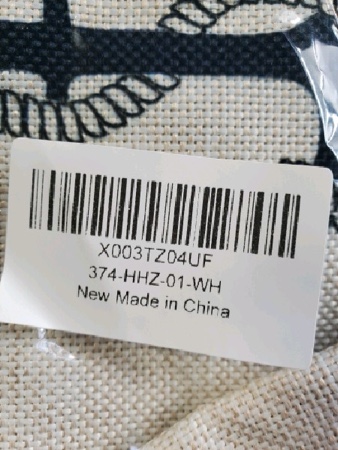 X003TZ04UF
374-HHZ-01-WH
New Made in China